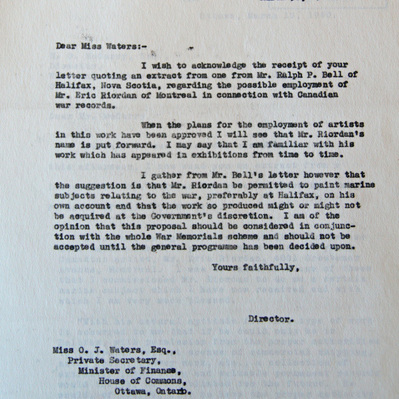 Dear Miss Waters:-
I wish to acknowledge the receipt of your
letter quoting an extract from one from Mr. Ralph P. Bell of
Halifax, Nova Scotia, regarding the possible employment of
Mr. Eric Riordan of Montreal in connection with Canadian
war records.
When the plans for the employment of artists
in this work have been approved I will see that Mr. Riordan's
name is put forward. I may say that I am familiar with his
work which has appeared in exhibitions from time to time.
I gather from Mr. Bell's letter however that
the suggestion is that Mr. Riordan be permitted to paint marine
subjects relating to the war, preferably at Halifax, on his
own account and that the work so produced might or might not
be acquired at the Government's discretion. I am of the
opinion that this proposal should be considered in conjunc-
tion with the whole War Memorials scheme and should not be
accepted until the general programme has been decided upon.
Yours faithfully,
Director.
Miss O. J. Waters, Esq.,
Private Secretary,
Minister of Finance,
House of Commons,
Ottawa, Ontario.